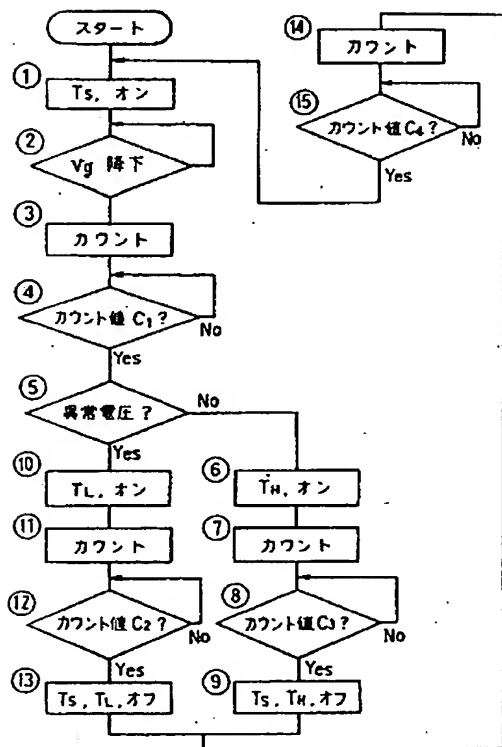 スタート
① Ts, オン
② Vg 降下
③ カウント
④ カウント値 C₁?
No
Yes
⑤ 異常電圧?
No
Yes
⑩ TL, オン
⑪ カウント
⑫ カウント値 C₂?
No
Yes
⑬ Ts, TL, オフ
⑥ TH, オン
⑦ カウント
⑧ カウント値 C₃?
No
Yes
⑨ Ts, TH, オフ
⑭ カウント
⑮ カウント値 C₄?
No
Yes